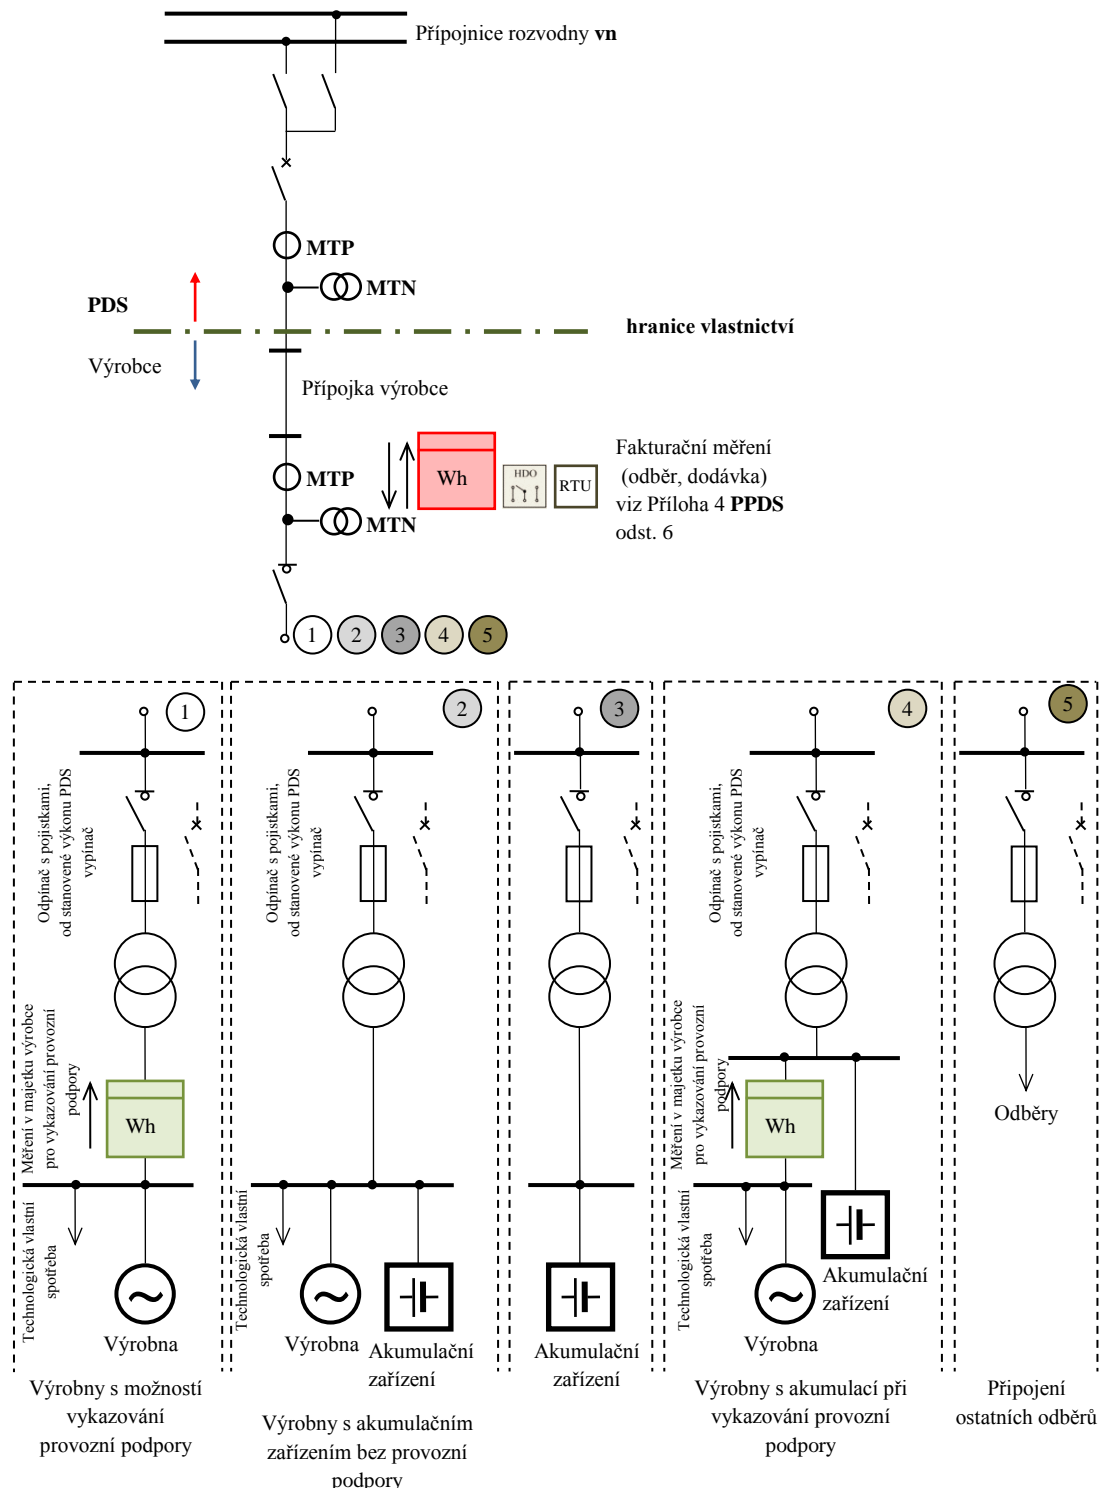 Přípojnice rozvodny vn
MTP
MTN
PDS
hranice vlastnictví
Výrobce
Přípojka výrobce
MTP
Wh
HDO
RTU
Fakturační měření
(odběr, dodávka)
viz Příloha 4 PPDS
odst. 6
MTN
1 2 3 4 5
1
Odpínač s pojistkami,
od stanovené výkonu PDS
vypínač
Měření v majetku výrobce
pro vykazování provozní
podpory
Wh
Technologická vlastní
spotřeba
Výrobna
Výrobny s možností
vykazování
provozní podpory
2
Odpínač s pojistkami,
od stanovené výkonu PDS
vypínač
Technologická vlastní
spotřeba
Výrobna
Akumulační
zařízení
Výrobny s akumulačním
zařízením bez provozní
podpory
3
Akumulační
zařízení
4
Odpínač s pojistkami,
od stanovené výkonu PDS
vypínač
Měření v majetku výrobce
pro vykazování provozní
podpory
Wh
Technologická vlastní
spotřeba
Výrobna
Akumulační
zařízení
Výrobny s akumulací při
vykazování provozní
podpory
5
Odběry
Připojení
ostatních odběrů